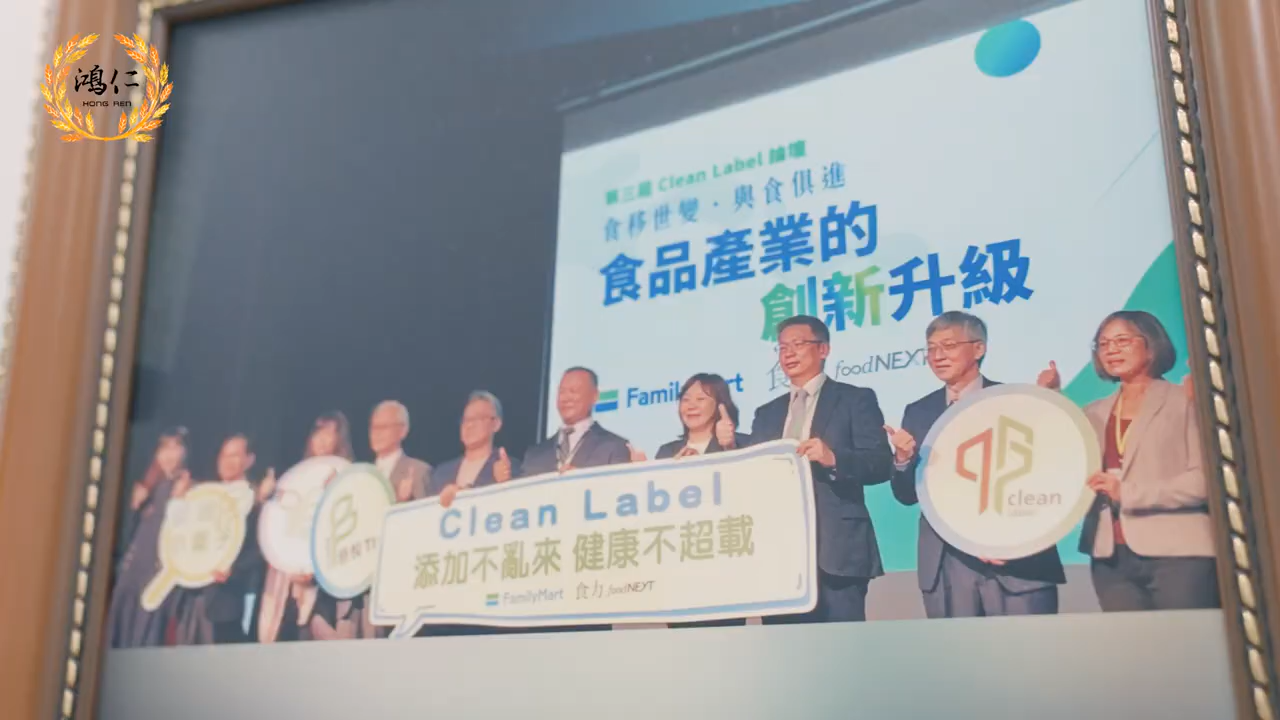 鴻仁
HONG REN
第三屆 Clean Label 論壇
食移世變・與食俱進
食品產業的
創新升級
FamilyMart
foodNEXT
Clean Label
添加不亂來 健康不超載
FamilyMart 食力 foodNEXT
clean